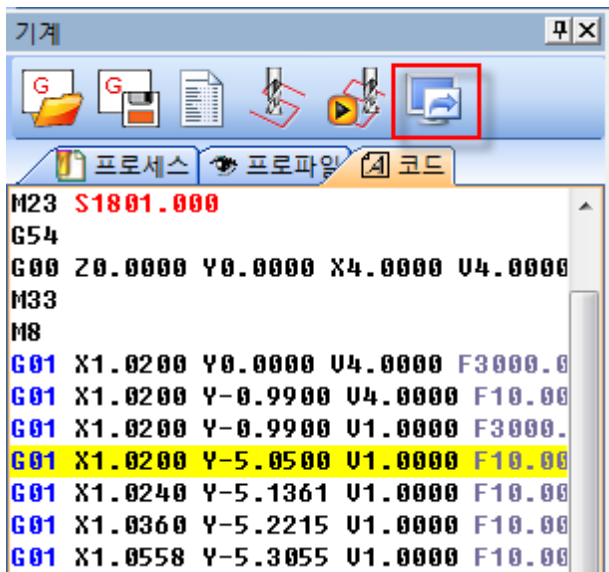 기계
G G
프로세스 프로파일 코드
M23 S1801.000
G54
G00 Z0.0000 Y0.0000 X4.0000 V4.0000
M33
M8
G01 X1.0200 Y0.0000 V4.0000 F3000.0
G01 X1.0200 Y-0.9900 V4.0000 F10.00
G01 X1.0200 Y-0.9900 V1.0000 F3000.
G01 X1.0200 Y-5.0500 V1.0000 F10.00
G01 X1.0240 Y-5.1361 V1.0000 F10.00
G01 X1.0360 Y-5.2215 V1.0000 F10.00
G01 X1.0558 Y-5.3055 V1.0000 F10.00